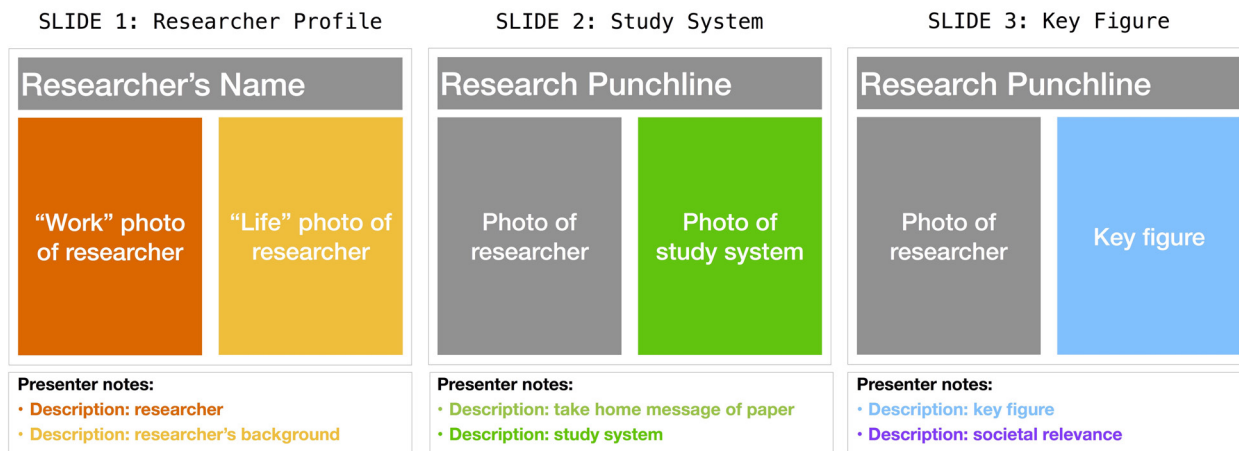 SLIDE 1: Researcher Profile
Researcher's Name
“Work” photo
of researcher
“Life” photo of
researcher
Presenter notes:
• Description: researcher
• Description: researcher's background
SLIDE 2: Study System
Research Punchline
Photo of
researcher
Photo of
study system
Presenter notes:
• Description: take home message of paper
• Description: study system
SLIDE 3: Key Figure
Research Punchline
Photo of
researcher
Key figure
Presenter notes:
• Description: key figure
• Description: societal relevance